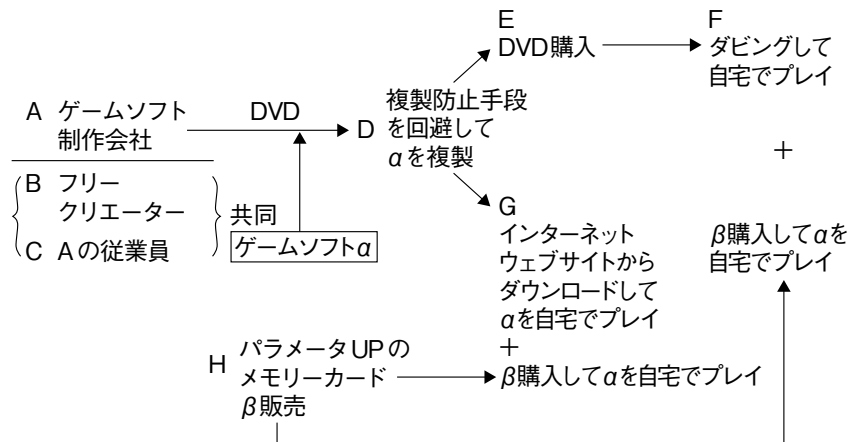 A ゲームソフト
制作会社
B フリー
クリエーター
C Aの従業員
共同
ゲームソフトα
DVD
D 複製防止手段
を回避して
αを複製
E
DVD購入
F
ダビングして
自宅でプレイ
+
β購入してαを
自宅でプレイ
G
インターネット
ウェブサイトから
ダウンロードして
αを自宅でプレイ
+
β購入してαを自宅でプレイ
H パラメータUPの
メモリーカード
β販売